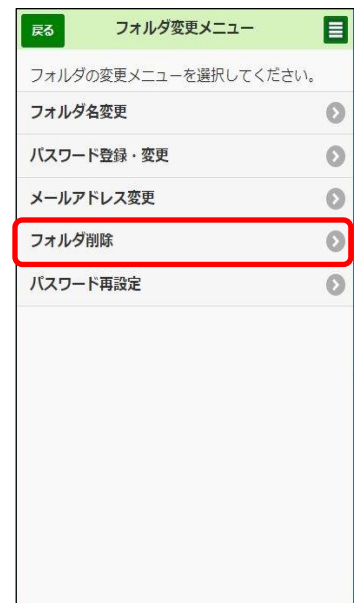 戻る フォルダ変更メニュー
フォルダの変更メニューを選択してください。
フォルダ名変更
パスワード登録・変更
メールアドレス変更
フォルダ削除
パスワード再設定